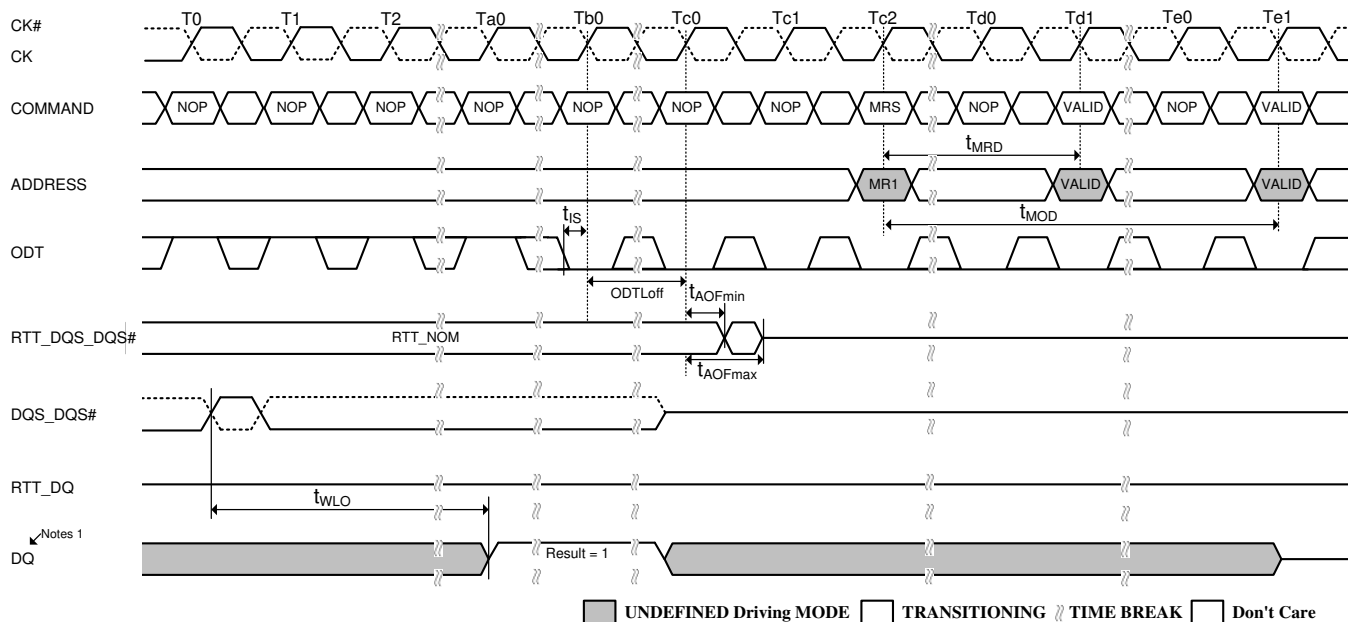 T0 T1 T2 Ta0 Tb0 Tc0 Tc1 Tc2 Td0 Td1 Te0 Te1
CK#
CK
COMMAND NOP NOP NOP NOP NOP NOP NOP MRS NOP VALID NOP VALID
tMRD
ADDRESS MR1 VALID VALID
tIS tMOD
ODT
ODTLoff tAOFmin
RTT_DQS_DQS# RTT_NOM
tAOFmax
DQS_DQS#
RTT_DQ
tWLO
Notes 1
DQ Result = 1
UNDEFINED Driving MODE TRANSITIONING TIME BREAK Don't Care